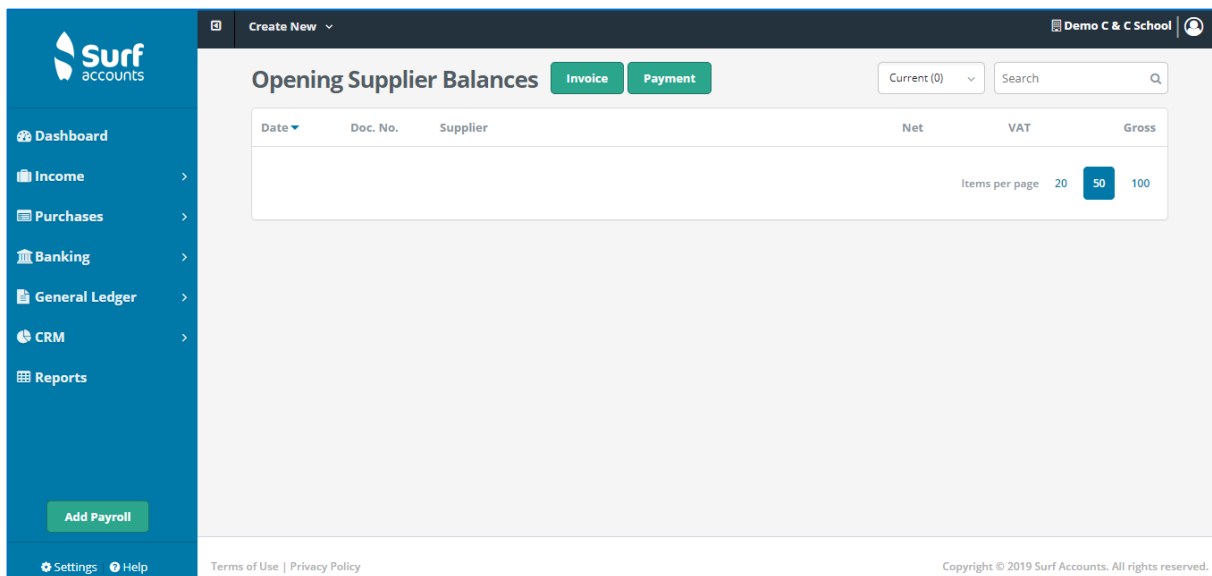 Surf
accounts
Create New
Demo C & C School
Opening Supplier Balances
Invoice
Payment
Current (0)
Search
Date
Doc. No.
Supplier
Net
VAT
Gross
Items per page 20 50 100
Dashboard
Income
Purchases
Banking
General Ledger
CRM
Reports
Add Payroll
Settings
Help
Terms of Use | Privacy Policy
Copyright © 2019 Surf Accounts. All rights reserved.